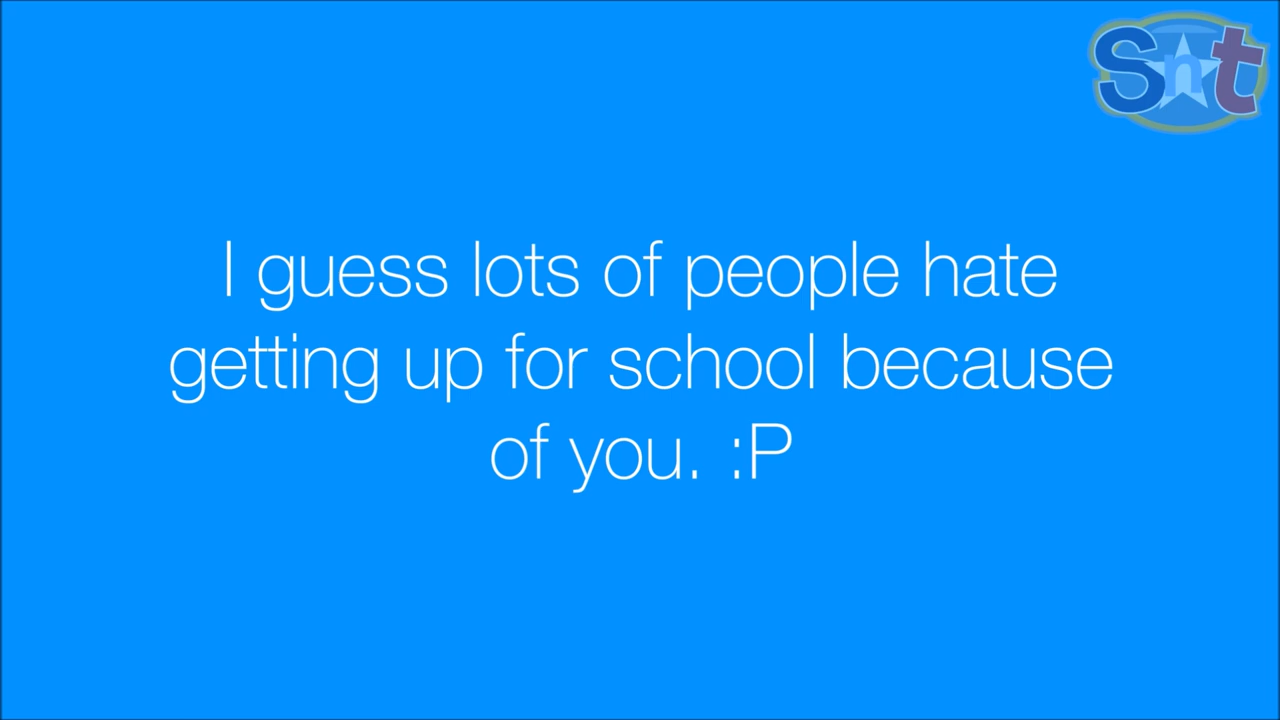 Snt
I guess lots of people hate
getting up for school because
of you. :P